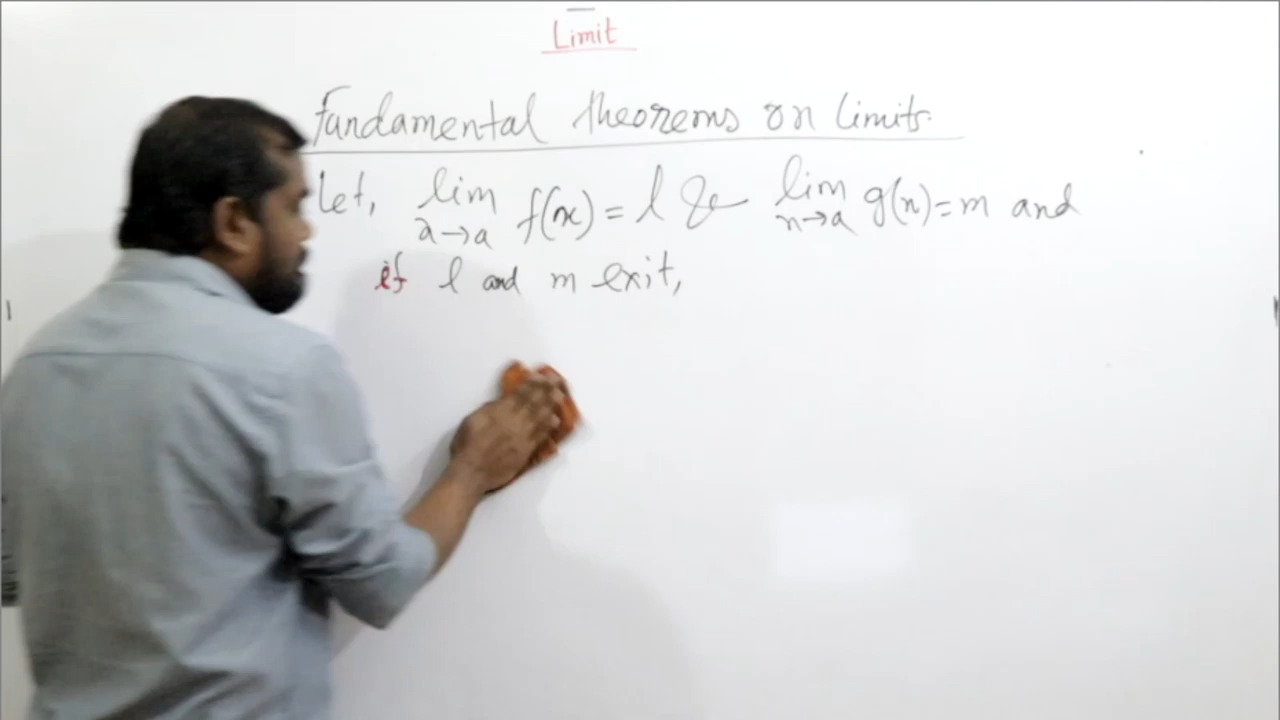 Limit
Fundamental theorems on limits.
Let, lim x→a f(x) = l & lim x→a g(x) = m and
if l and m exit,